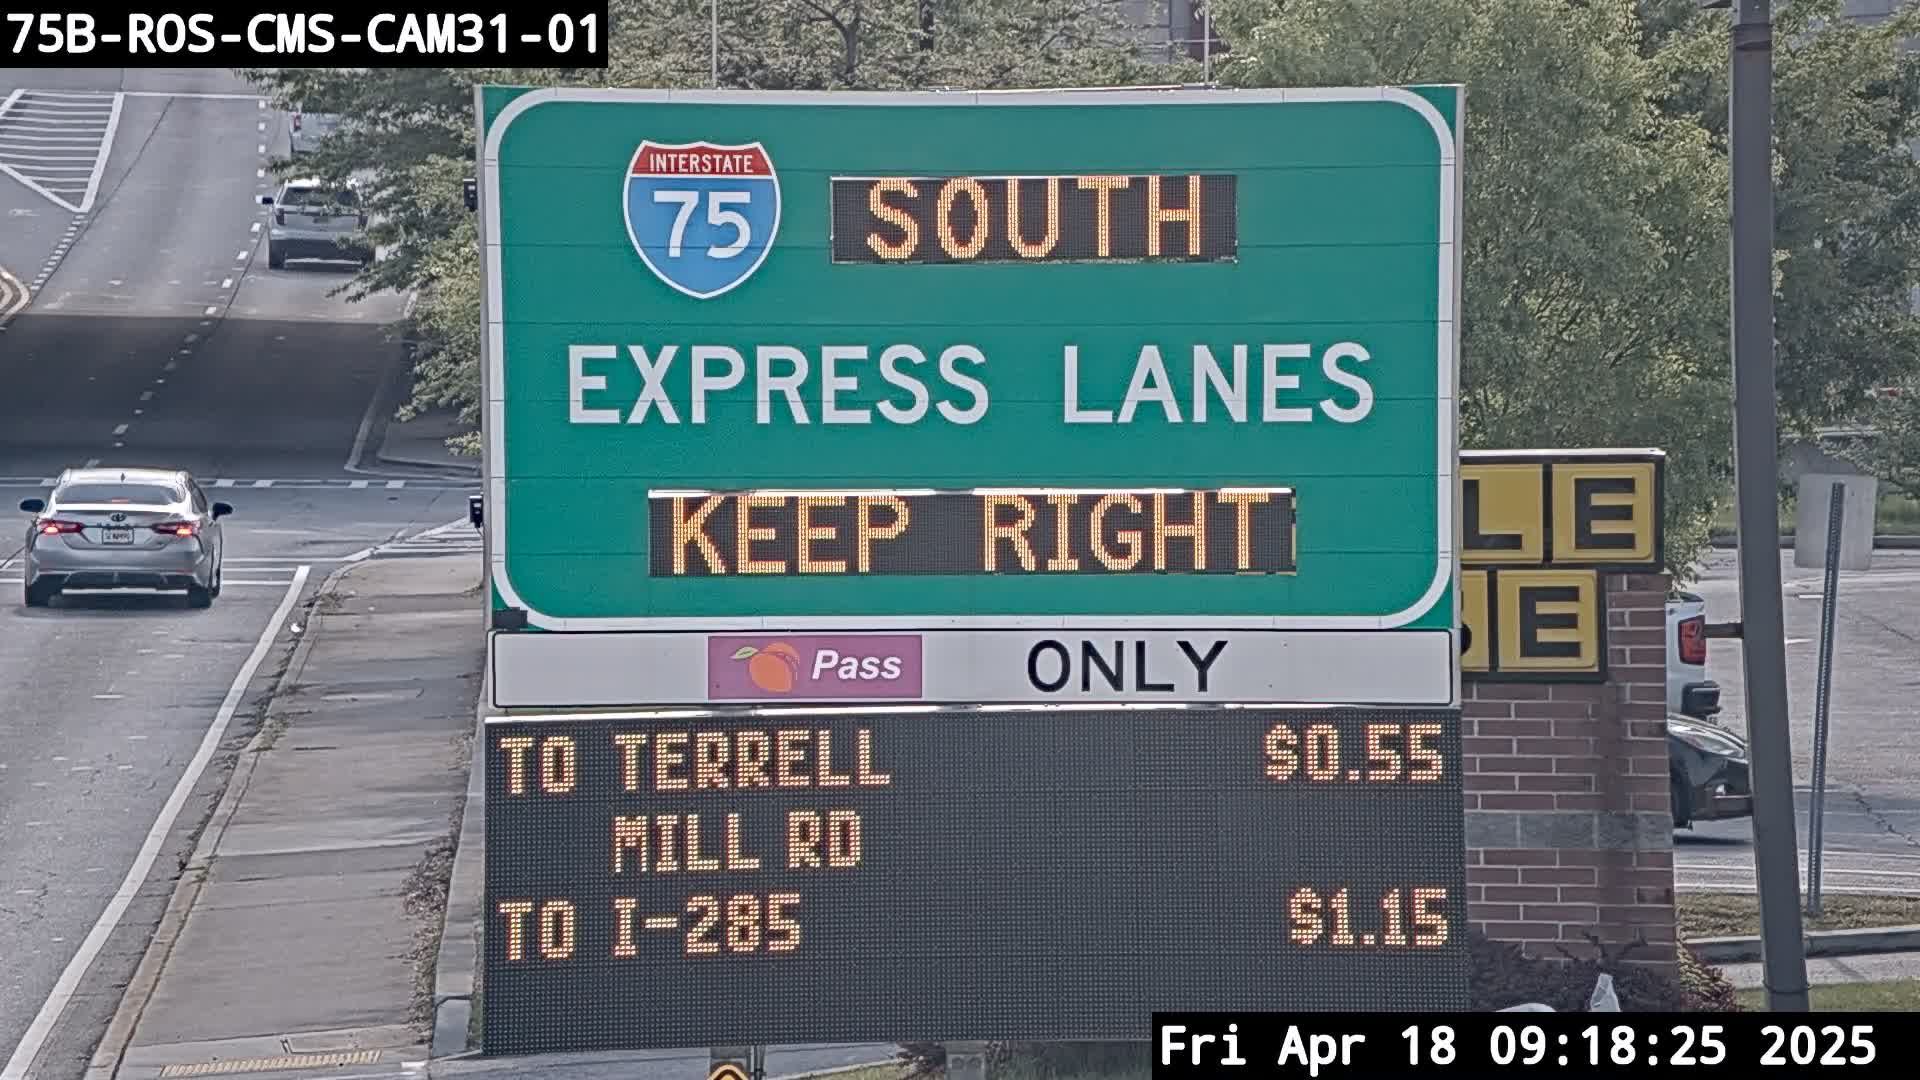 75B-ROS-CMS-CAM31-01
INTERSTATE
75
SOUTH
EXPRESS LANES
KEEP RIGHT
LE
E
Pass ONLY
TO TERRELL $0.55
MILL RD
TO I-285 $1.15
Fri Apr 18 09:18:25 2025